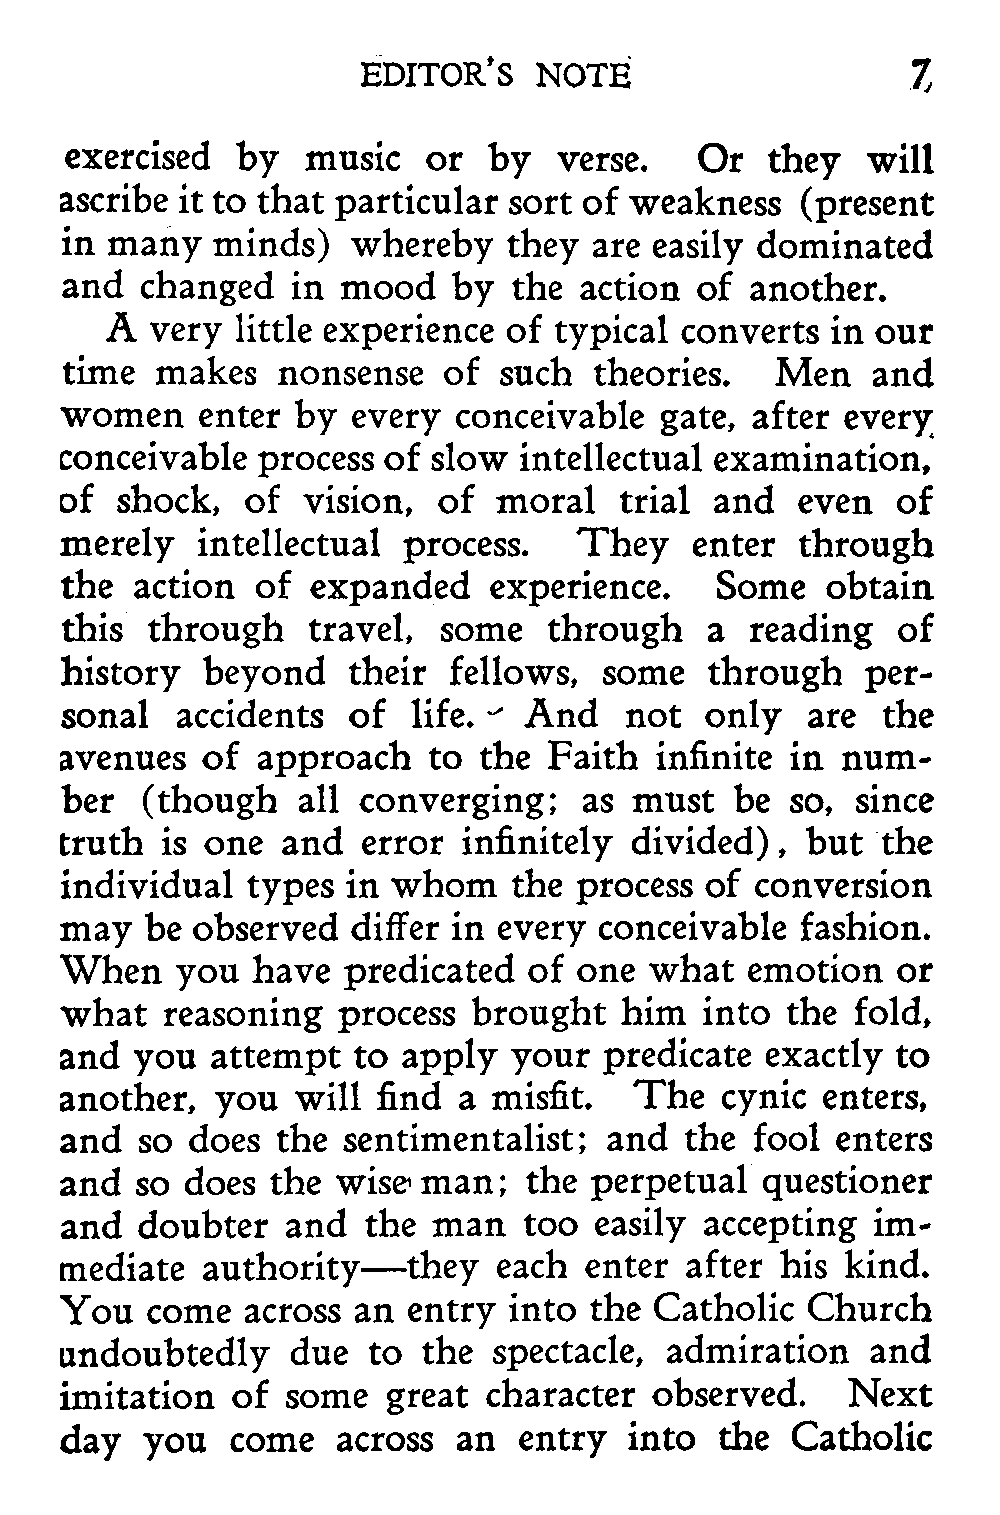 EDITOR'S NOTE 7
exercised by music or by verse. Or they will
ascribe it to that particular sort of weakness (present
in many minds) whereby they are easily dominated
and changed in mood by the action of another.
A very little experience of typical converts in our
time makes nonsense of such theories. Men and
women enter by every conceivable gate, after every
conceivable process of slow intellectual examination,
of shock, of vision, of moral trial and even of
merely intellectual process. They enter through
the action of expanded experience. Some obtain
this through travel, some through a reading of
history beyond their fellows, some through per-
sonal accidents of life. And not only are the
avenues of approach to the Faith infinite in num-
ber (though all converging; as must be so, since
truth is one and error infinitely divided), but the
individual types in whom the process of conversion
may be observed differ in every conceivable fashion.
When you have predicated of one what emotion or
what reasoning process brought him into the fold,
and you attempt to apply your predicate exactly to
another, you will find a misfit. The cynic enters,
and so does the sentimentalist; and the fool enters
and so does the wise man; the perpetual questioner
and doubter and the man too easily accepting im-
mediate authority—they each enter after his kind.
You come across an entry into the Catholic Church
undoubtedly due to the spectacle, admiration and
imitation of some great character observed. Next
day you come across an entry into the Catholic